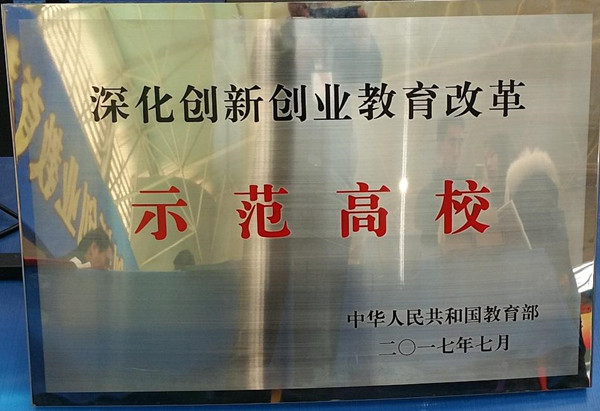 深化创新创业教育改革
示范高校
中华人民共和国教育部
二〇一七年七月